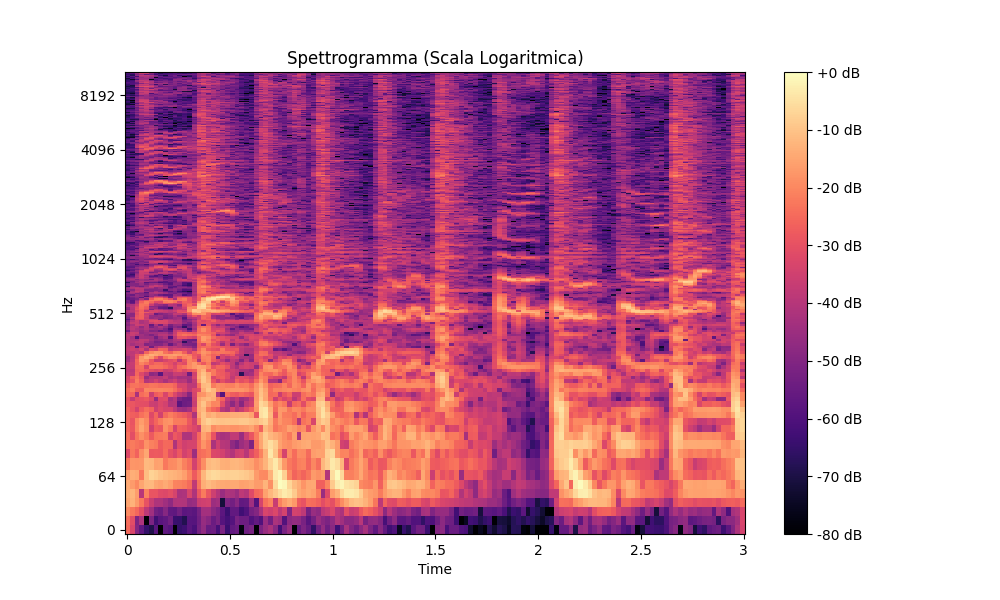 Spettrogramma (Scala Logaritmica)
Hz
8192
4096
2048
1024
512
256
128
64
0
0
0.5
1
1.5
2
2.5
3
Time
+0 dB
-10 dB
-20 dB
-30 dB
-40 dB
-50 dB
-60 dB
-70 dB
-80 dB